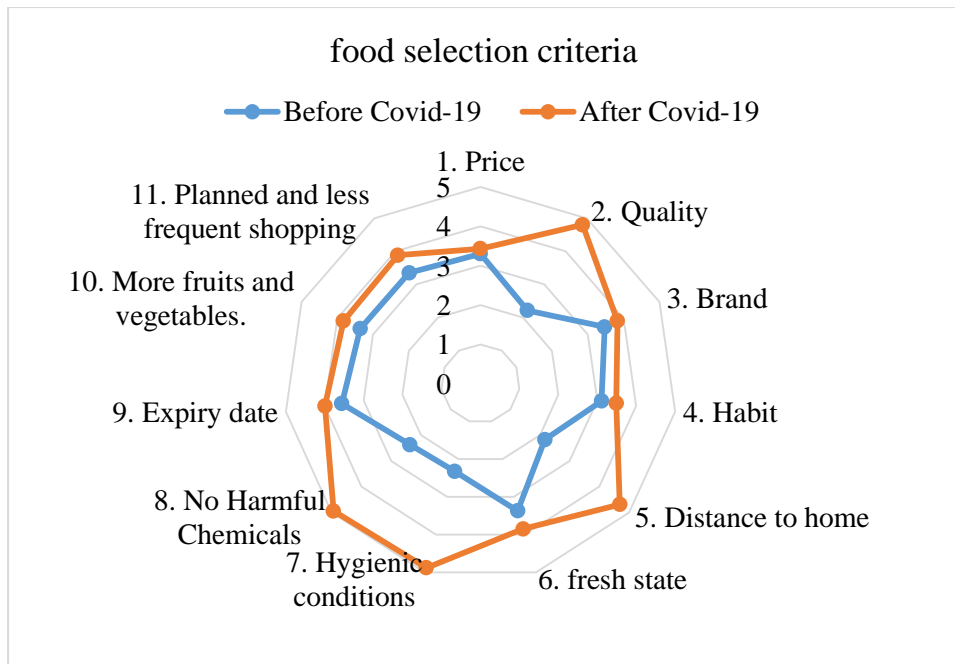 food selection criteria
Before Covid-19
After Covid-19
1. Price
2. Quality
3. Brand
4. Habit
5. Distance to home
6. fresh state
7. Hygienic
conditions
8. No Harmful
Chemicals
9. Expiry date
10. More fruits and
vegetables.
11. Planned and less
frequent shopping
5
4
3
2
1
0